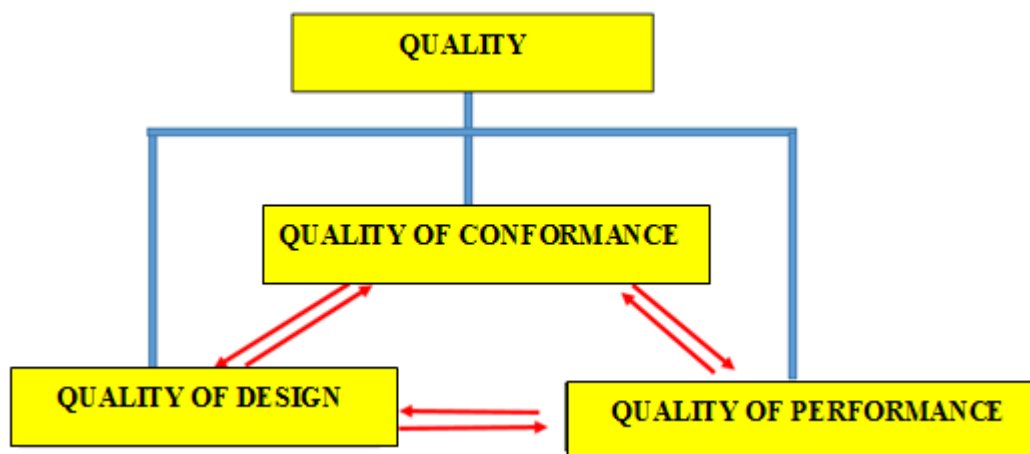 QUALITY
QUALITY OF CONFORMANCE
QUALITY OF DESIGN
QUALITY OF PERFORMANCE